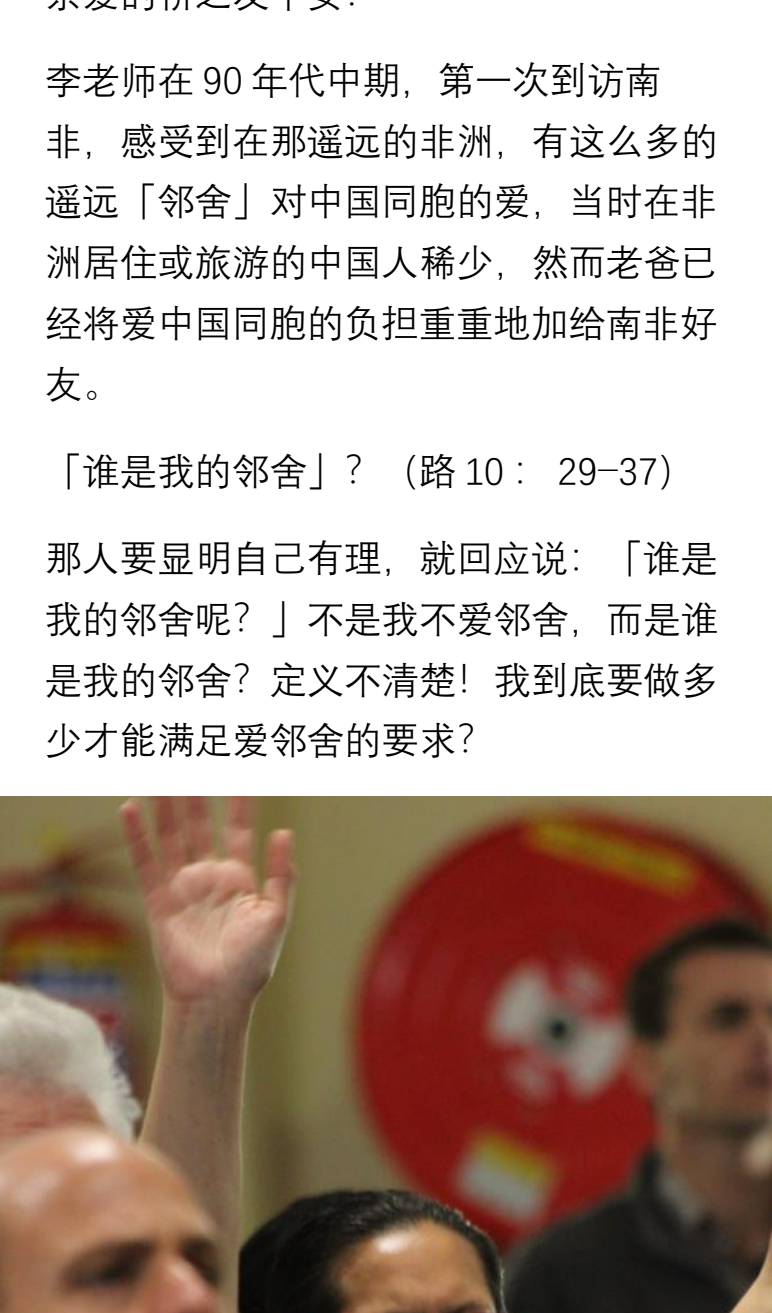 李老师在 90 年代中期，第一次到访南
非，感受到在那遥远的非洲，有这么多的
遥远「邻舍」对中国同胞的爱，当时在非
洲居住或旅游的中国人稀少，然而老爸已
经将爱中国同胞的负担重重地加给南非好
友。
「谁是我的邻舍」？（路 10： 29–37）
那人要显明自己有理，就回应说：「谁是
我的邻舍呢？」不是我不爱邻舍，而是谁
是我的邻舍？定义不清楚！我到底要做多
少才能满足爱邻舍的要求？